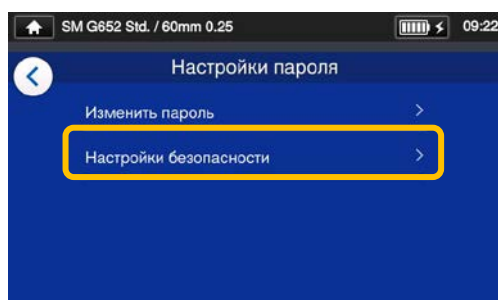 SM G652 Std. / 60mm 0.25 09:22
Настройки пароля
Изменить пароль
Настройки безопасности